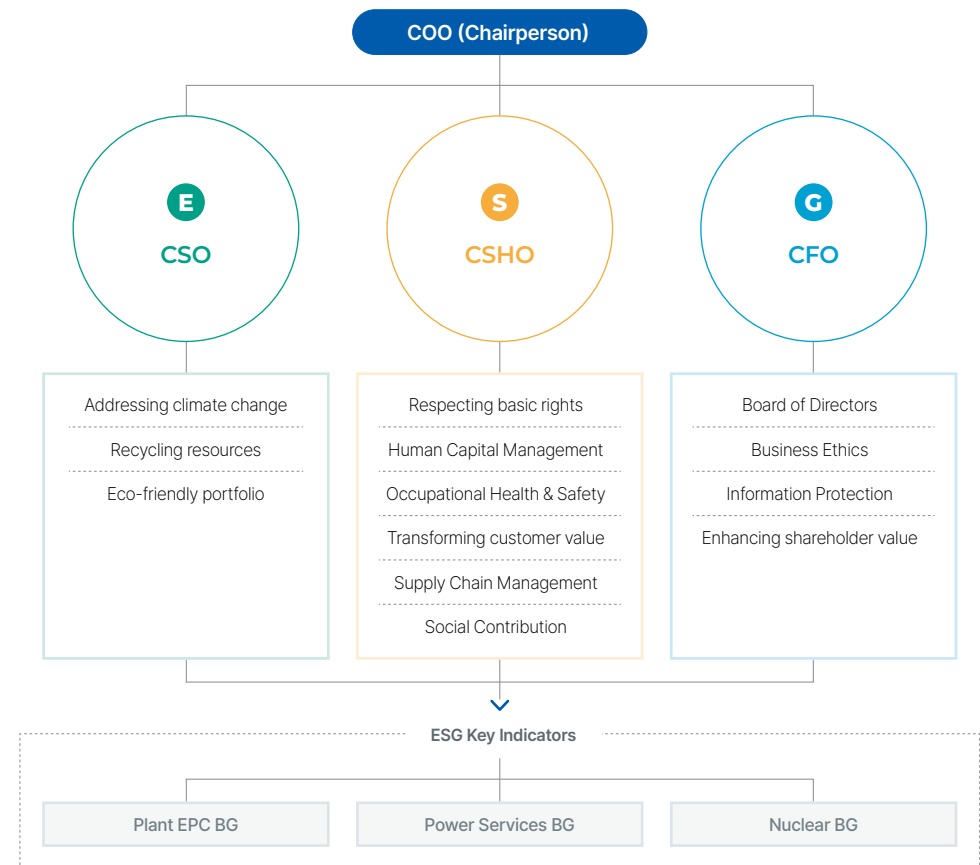 COO (Chairperson)
E
CSO
S
CSHO
G
CFO
Addressing climate change
Recycling resources
Eco-friendly portfolio
Respecting basic rights
Human Capital Management
Occupational Health & Safety
Transforming customer value
Supply Chain Management
Social Contribution
Board of Directors
Business Ethics
Information Protection
Enhancing shareholder value
ESG Key Indicators
Plant EPC BG
Power Services BG
Nuclear BG